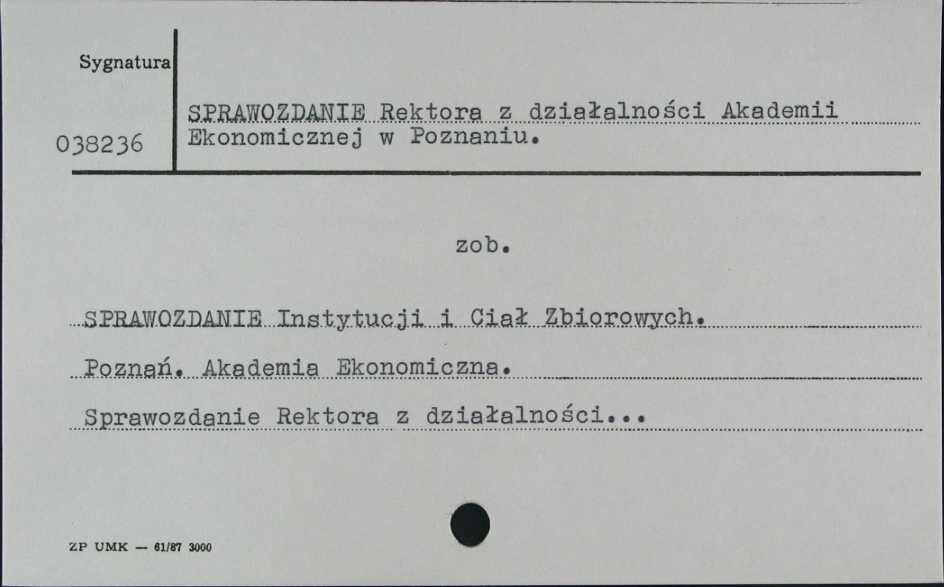 Sygnatura
038236
SPRAWOZDANIE Rektora z działalności Akademii
Ekonomicznej w Poznaniu.
zob.
SPRAWOZDANIE Instytucji i Ciał Zbiorowych.
Poznań. Akademia Ekonomiczna.
Sprawozdanie Rektora z działalności...
ZP UMK — 61/87 3000